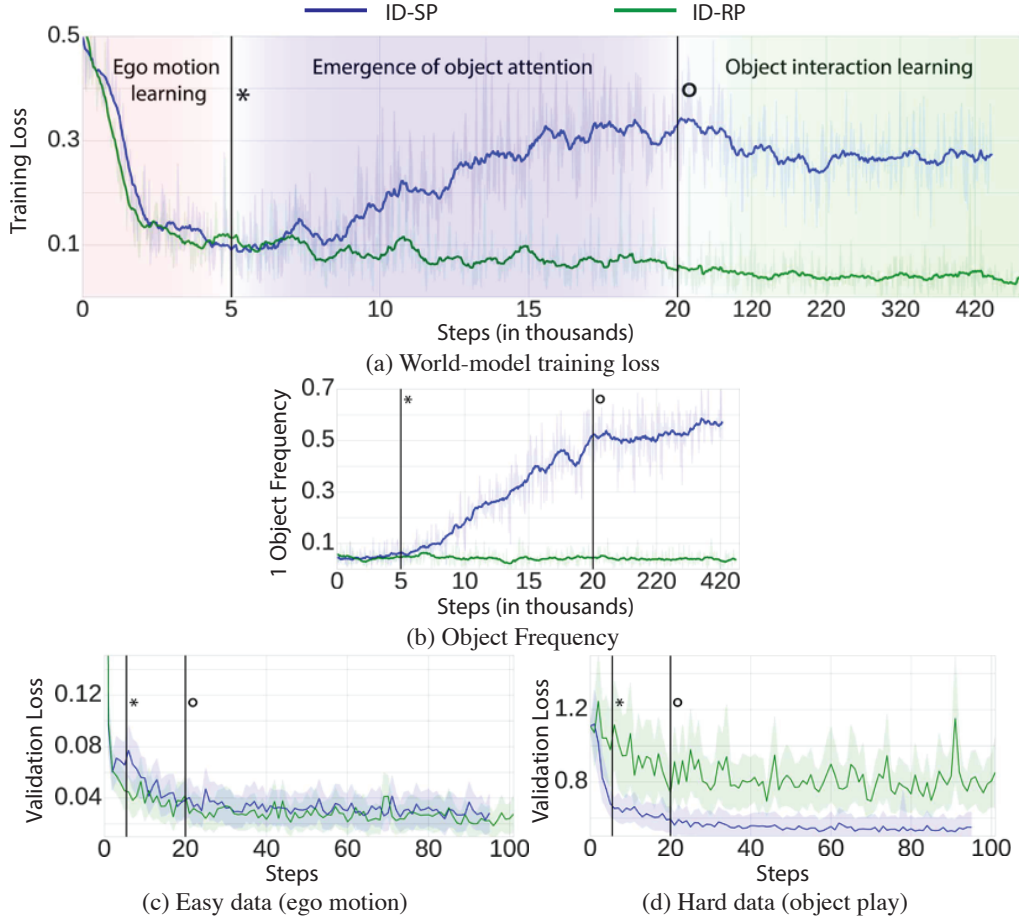 ID-SP ID-RP
0.5
0.3
0.1
Training Loss
Ego motion learning
Emergence of object attention
Object interaction learning
*
o
0 5 10 15 20 120 220 320 420
Steps (in thousands)
(a) World-model training loss
0.7
0.5
0.3
0.1
1 Object Frequency
*
o
0 5 10 15 20 220 420
Steps (in thousands)
(b) Object Frequency
0.12
0.08
0.04
Validation Loss
*
o
0 20 40 60 80 100
Steps
(c) Easy data (ego motion)
1.2
0.8
Validation Loss
*
o
0 20 40 60 80 100
Steps
(d) Hard data (object play)